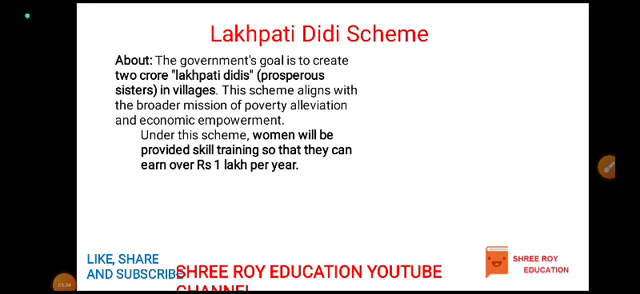 Lakhpati Didi Scheme
About: The government's goal is to create
two crore "lakhpati didis" (prosperous
sisters) in villages. This scheme aligns with
the broader mission of poverty alleviation
and economic empowerment.
Under this scheme, women will be
provided skill training so that they can
earn over Rs 1 lakh per year.
LIKE, SHARE
AND SUBSCRIBE
SHREE ROY EDUCATION YOUTUBE
CHANNEL
SHREE ROY
EDUCATION